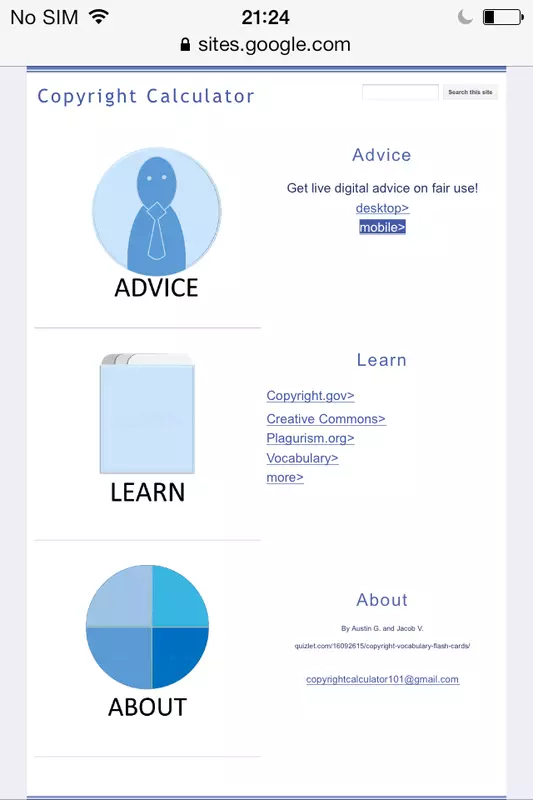 No SIM 21:24
sites.google.com
Copyright Calculator
Search this site
Advice
Get live digital advice on fair use!
desktop>
mobile>
ADVICE
Learn
Copyright.gov>
Creative Commons>
Plagurism.org>
Vocabulary>
more>
LEARN
About
By Austin G. and Jacob V.
quizlet.com/16092615/copyright-vocabulary-flash-cards/
copyrightcalculator101@gmail.com
ABOUT